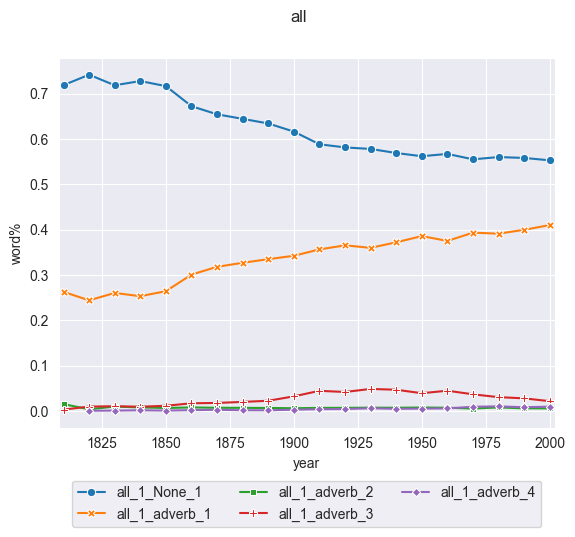 all
0.7
0.6
0.5
0.4
0.3
0.2
0.1
0.0
word%
1825 1850 1875 1900 1925 1950 1975 2000
year
all_1_None_1 all_1_adverb_2 all_1_adverb_4
all_1_adverb_1 all_1_adverb_3